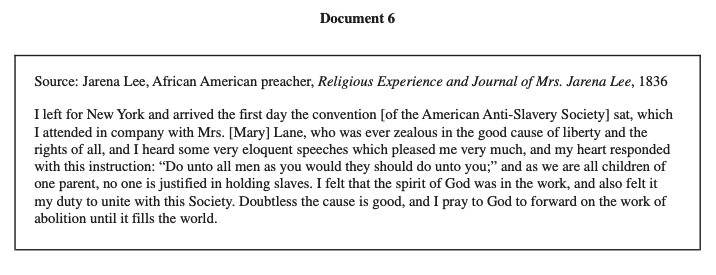 Document 6
Source: Jarena Lee, African American preacher, Religious Experience and Journal of Mrs. Jarena Lee, 1836
I left for New York and arrived the first day the convention [of the American Anti-Slavery Society] sat, which
I attended in company with Mrs. [Mary] Lane, who was ever zealous in the good cause of liberty and the
rights of all, and I heard some very eloquent speeches which pleased me very much, and my heart responded
with this instruction: “Do unto all men as you would they should do unto you;” and as we are all children of
one parent, no one is justified in holding slaves. I felt that the spirit of God was in the work, and also felt it
my duty to unite with this Society. Doubtless the cause is good, and I pray to God to forward on the work of
abolition until it fills the world.